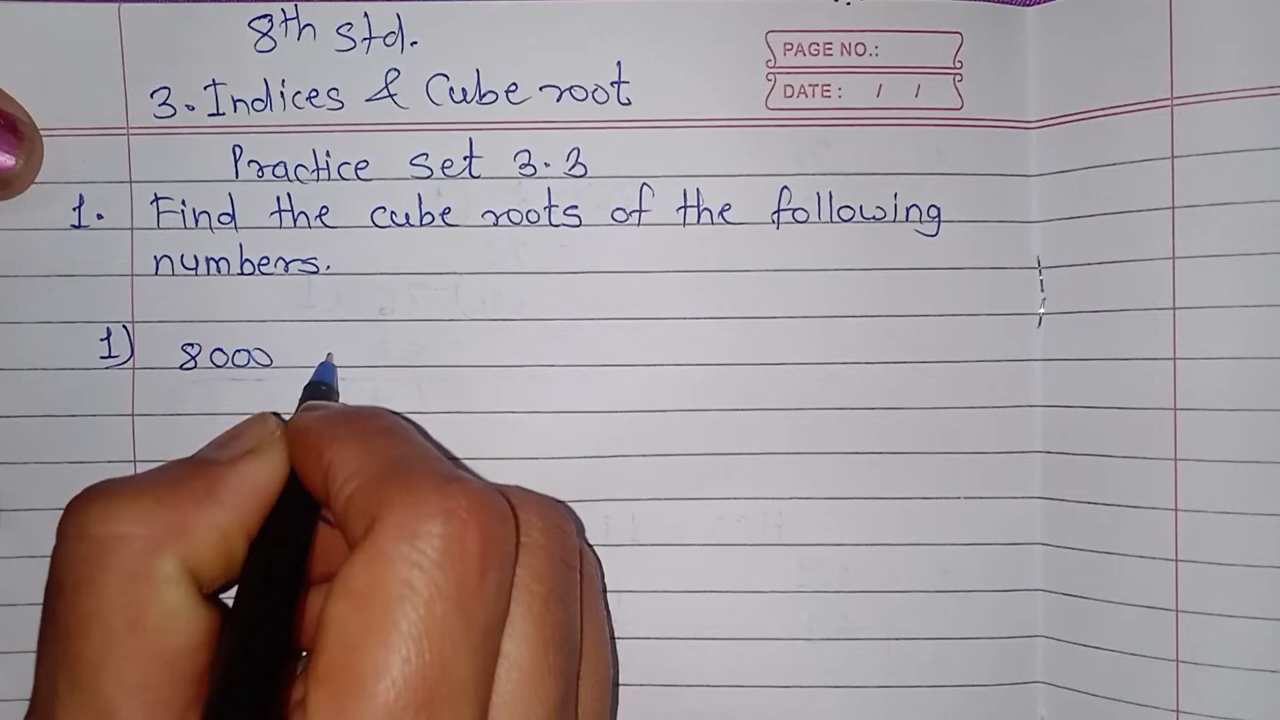 8th std.
3. Indices & Cube root
PAGE NO.:
DATE: / /
Practice set 3.3
1. Find the cube roots of the following
numbers.
1) 8000